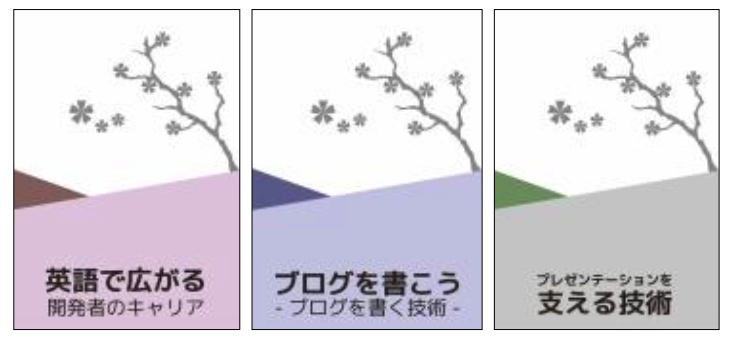 英語で広がる
開発者のキャリア
ブログを書こう
- ブログを書く技術 -
プレゼンテーションを
支える技術